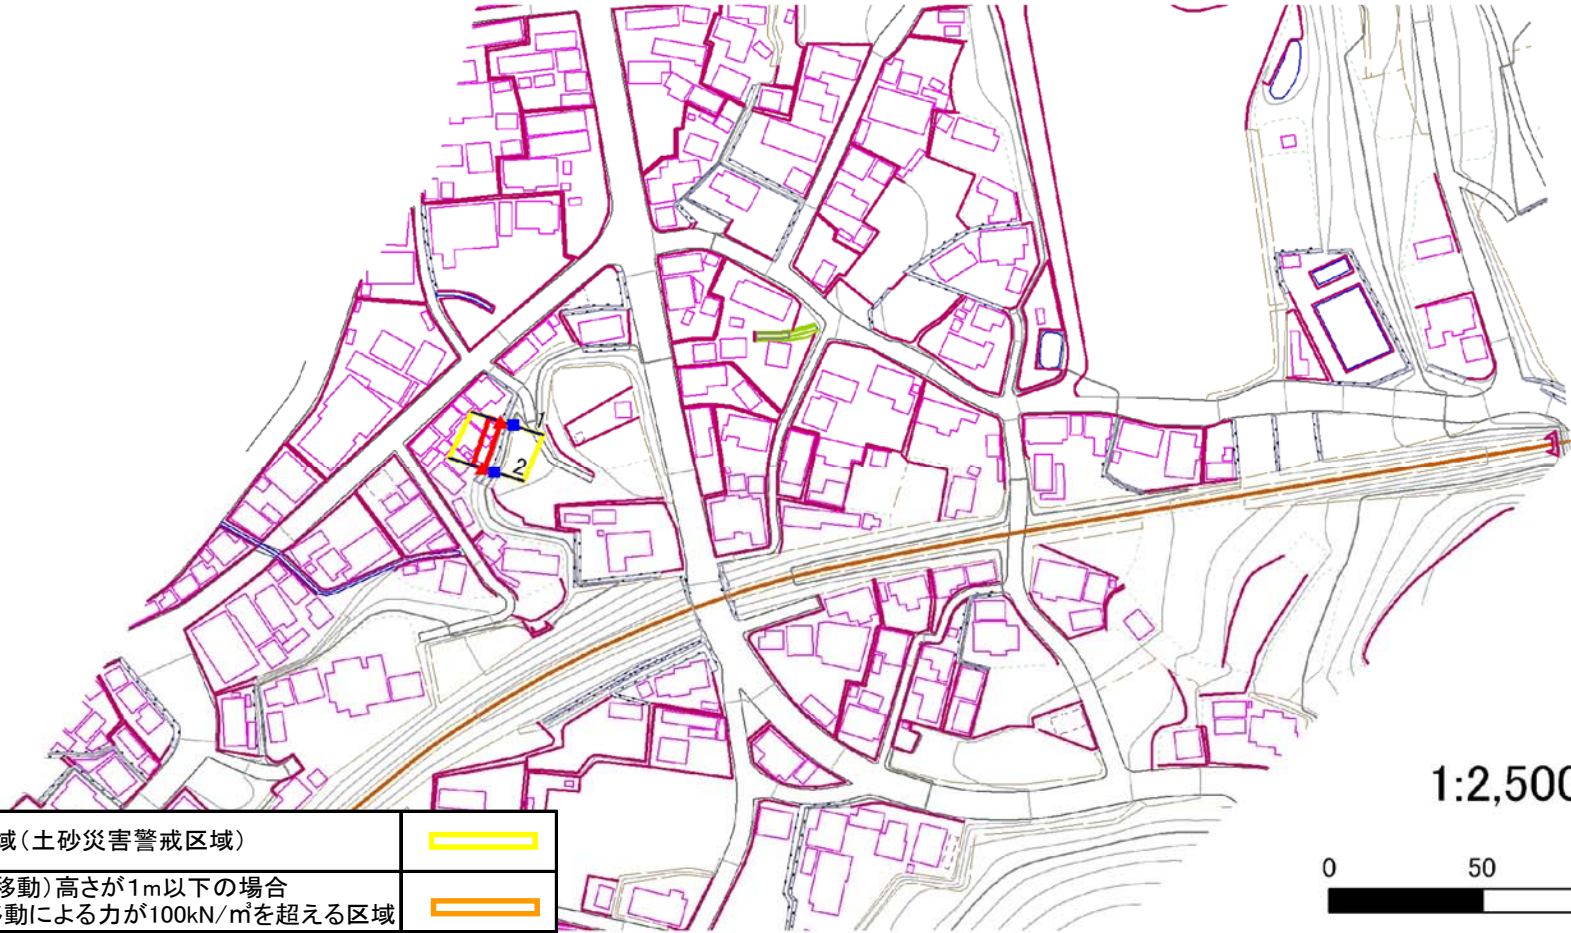 1
2
1:2,500
0 50
域(土砂災害警戒区域)
移動)高さが1m以下の場合
動による力が100kN/㎡を超える区域